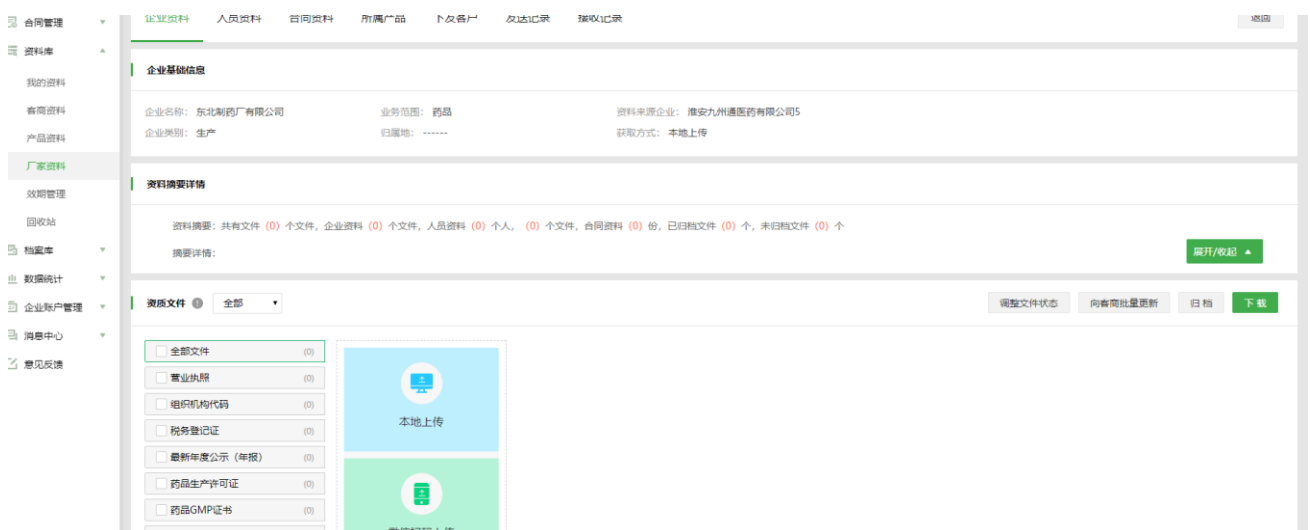 合同管理
企业资料 人员资料 合同资料 所属产品 下友客户 发送记录 接收记录 返回
资料库
我的资料
客商资料
产品资料
厂家资料
效期管理
回收站
档案库
数据统计
企业账户管理
消息中心
意见反馈
企业基础信息
企业名称: 东北制药厂有限公司 业务范围: 药品 资料来源企业: 淮安九州通医药有限公司5
企业类别: 生产 归属地: ------ 获取方式: 本地上传
资料摘要详情
资料摘要: 共有文件 (0) 个文件, 企业资料 (0) 个文件, 人员资料 (0) 个人, (0) 个文件, 合同资料 (0) 份, 已归档文件 (0) 个, 未归档文件 (0) 个
摘要详情:
展开/收起
资质文件 全部 调整文件状态 向客商批量更新 归档 下载
全部文件 (0)
营业执照 (0)
组织机构代码 (0)
税务登记证 (0)
最新年度公示（年报） (0)
药品生产许可证 (0)
药品GMP证书 (0)
本地上传